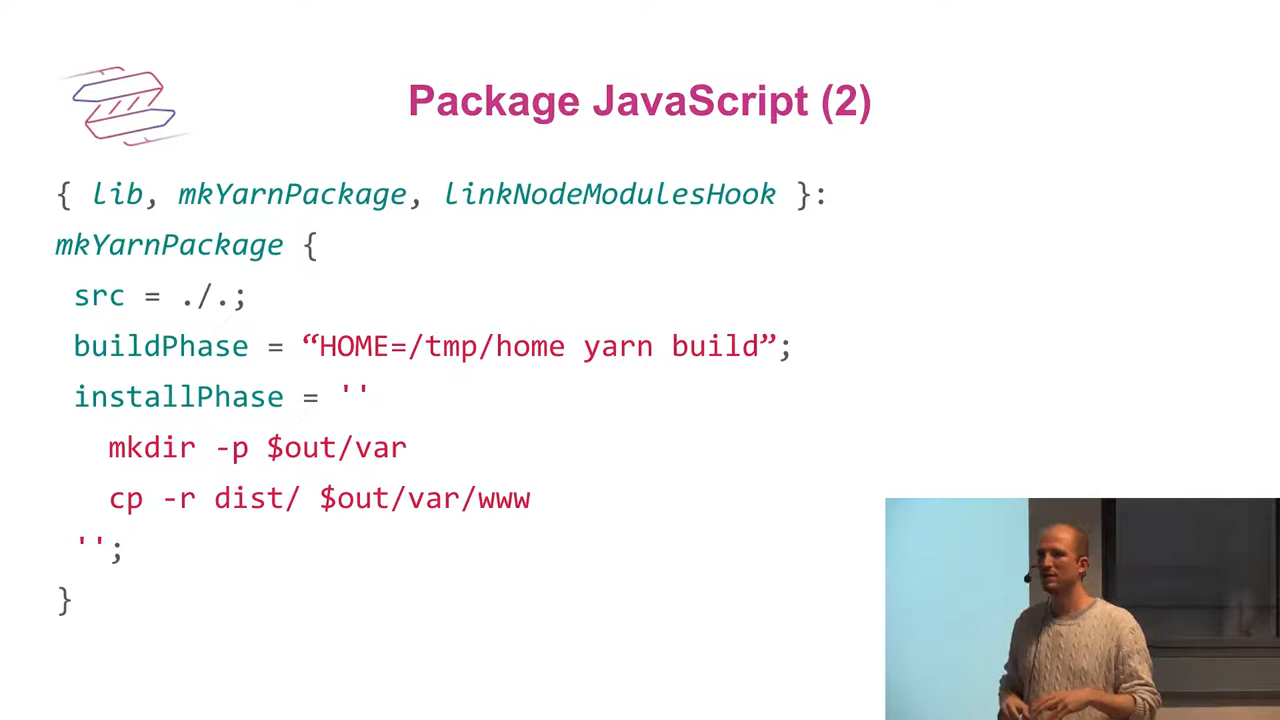 Package JavaScript (2)
{ lib, mkYarnPackage, linkNodeModulesHook }:
mkYarnPackage {
src = ./.;
buildPhase = “HOME=/tmp/home yarn build”;
installPhase = ''
mkdir -p $out/var
cp -r dist/ $out/var/www
'';
}